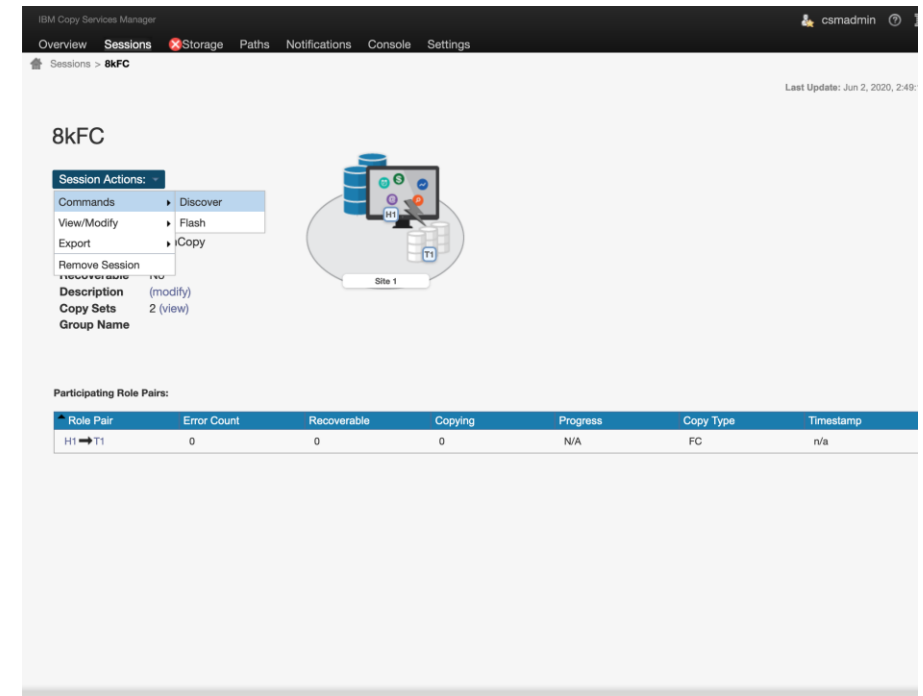 IBM Copy Services Manager
csmadmin
Overview Sessions Storage Paths Notifications Console Settings
Sessions > 8kFC
Last Update: Jun 2, 2020, 2:49:
8kFC
Session Actions:
Commands
Discover
View/Modify
Flash
Export
Copy
Remove Session
Recoverable No
Description (modify)
Copy Sets 2 (view)
Group Name
H1
T1
Site 1
Participating Role Pairs:
Role Pair Error Count Recoverable Copying Progress Copy Type Timestamp
H1 T1 0 0 0 N/A FC n/a